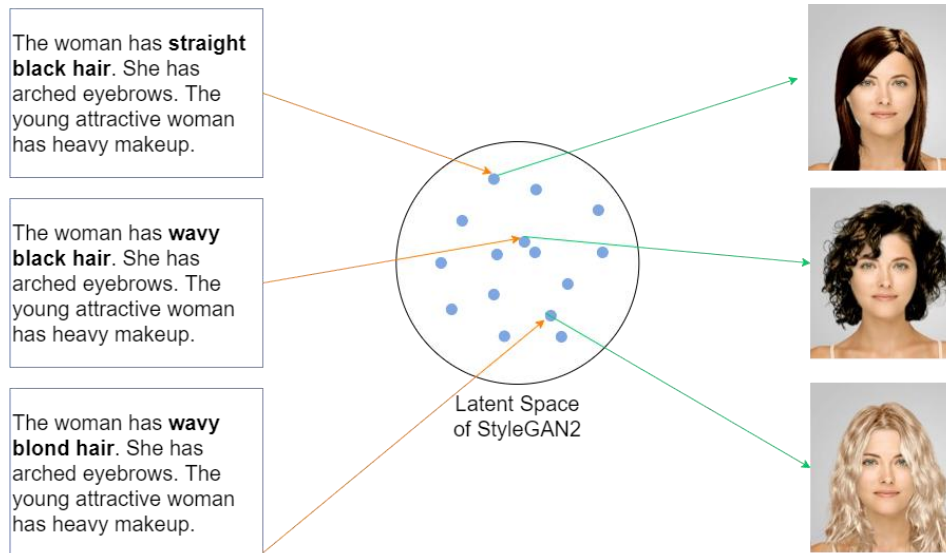 The woman has straight
black hair. She has
arched eyebrows. The
young attractive woman
has heavy makeup.
The woman has wavy
black hair. She has
arched eyebrows. The
young attractive woman
has heavy makeup.
The woman has wavy
blond hair. She has
arched eyebrows. The
young attractive woman
has heavy makeup.
Latent Space
of StyleGAN2